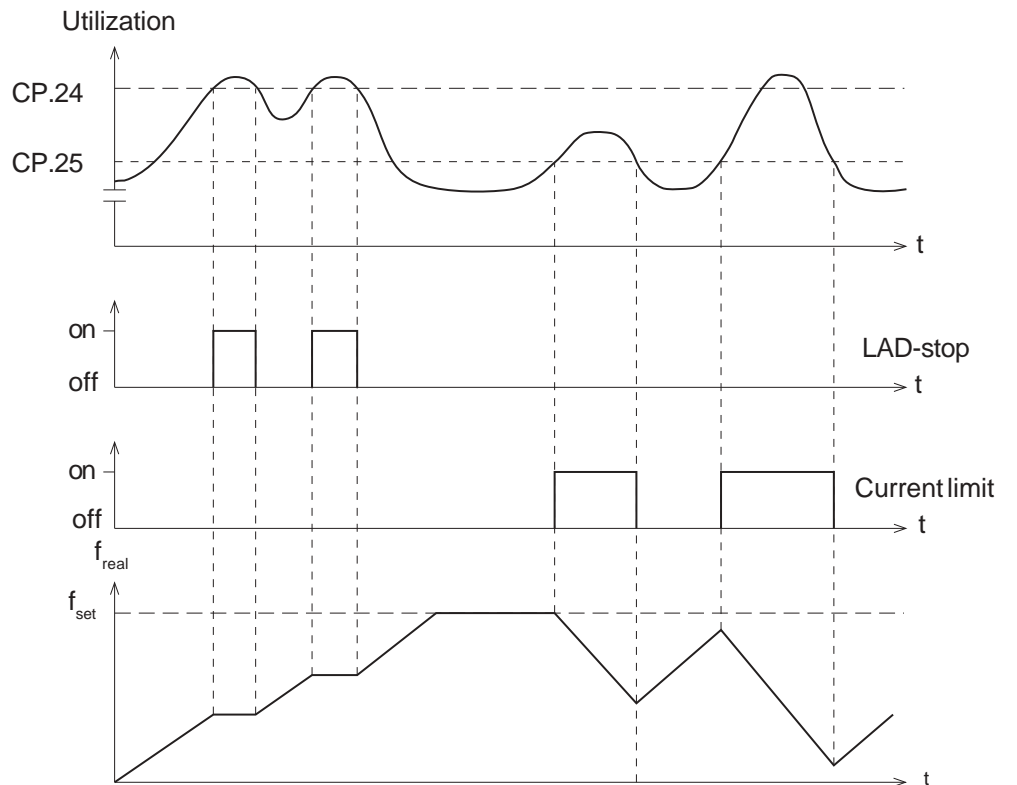 Utilization
CP.24
CP.25
t
on
LAD-stop
off
t
on
Current limit
off
t
f real
f set
t